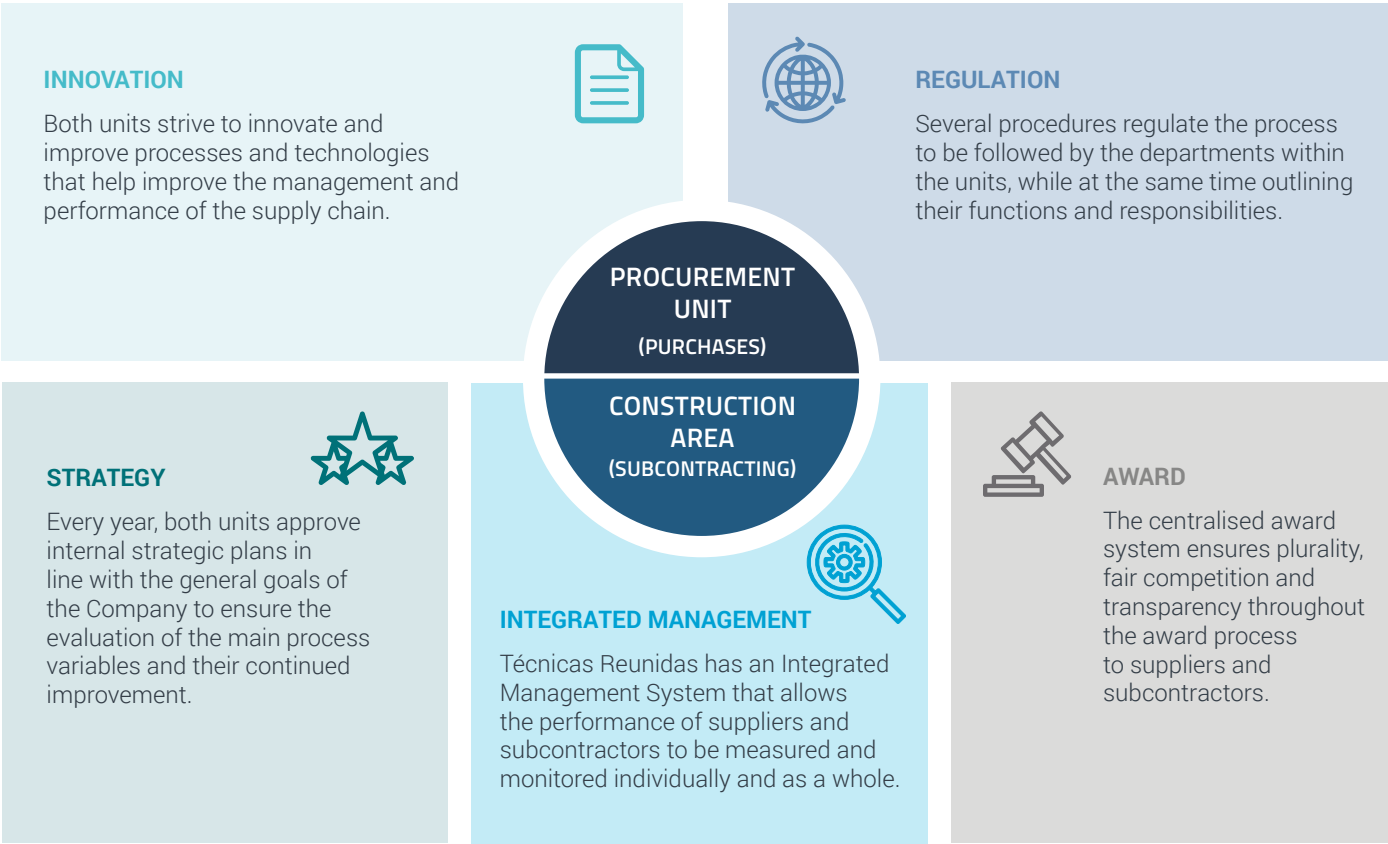 INNOVATION
Both units strive to innovate and
improve processes and technologies
that help improve the management and
performance of the supply chain.
REGULATION
Several procedures regulate the process
to be followed by the departments within
the units, while at the same time outlining
their functions and responsibilities.
PROCUREMENT
UNIT
(PURCHASES)
CONSTRUCTION
AREA
(SUBCONTRACTING)
STRATEGY
Every year, both units approve
internal strategic plans in
line with the general goals of
the Company to ensure the
evaluation of the main process
variables and their continued
improvement.
INTEGRATED MANAGEMENT
Técnicas Reunidas has an Integrated
Management System that allows
the performance of suppliers and
subcontractors to be measured and
monitored individually and as a whole.
AWARD
The centralised award
system ensures plurality,
fair competition and
transparency throughout
the award process
to suppliers and
subcontractors.